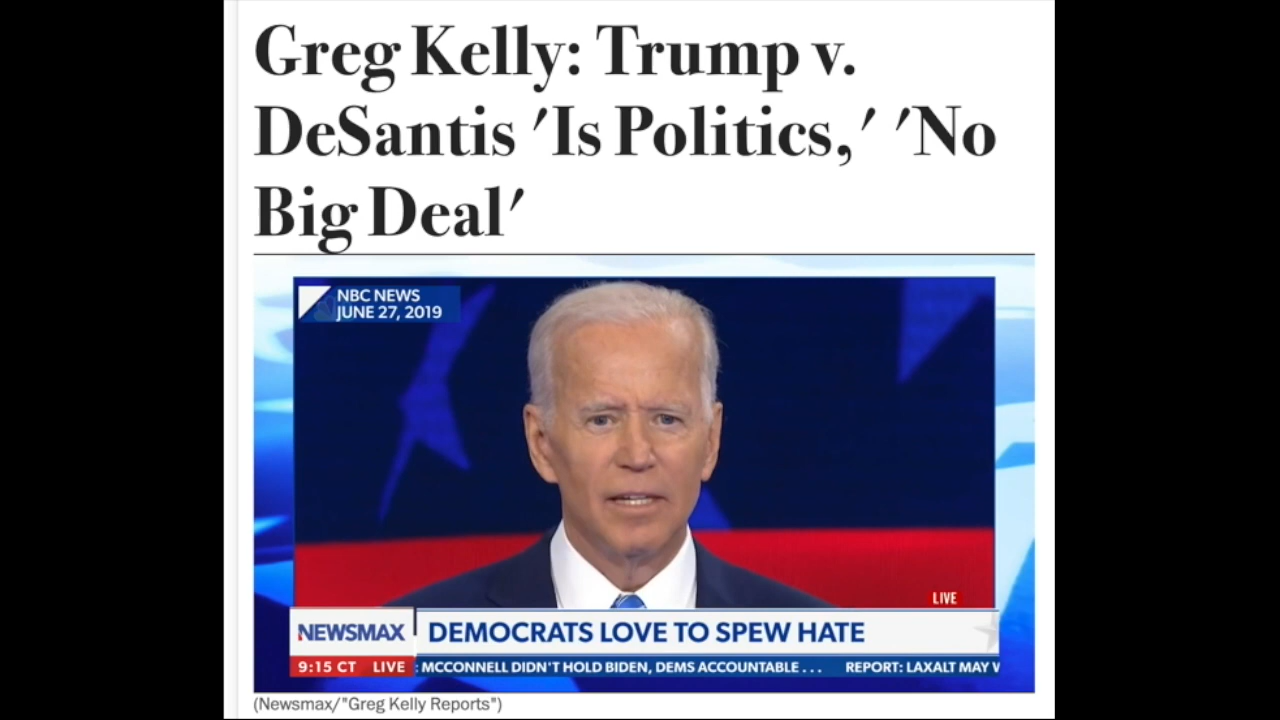 Greg Kelly: Trump v.
DeSantis 'Is Politics,' 'No
Big Deal'
NBC NEWS
JUNE 27, 2019
LIVE
NEWSMAX
DEMOCRATS LOVE TO SPEW HATE
9:15 CT LIVE : MCCONNELL DIDN'T HOLD BIDEN, DEMS ACCOUNTABLE . . . REPORT: LAXALT MAY
(Newsmax/"Greg Kelly Reports")